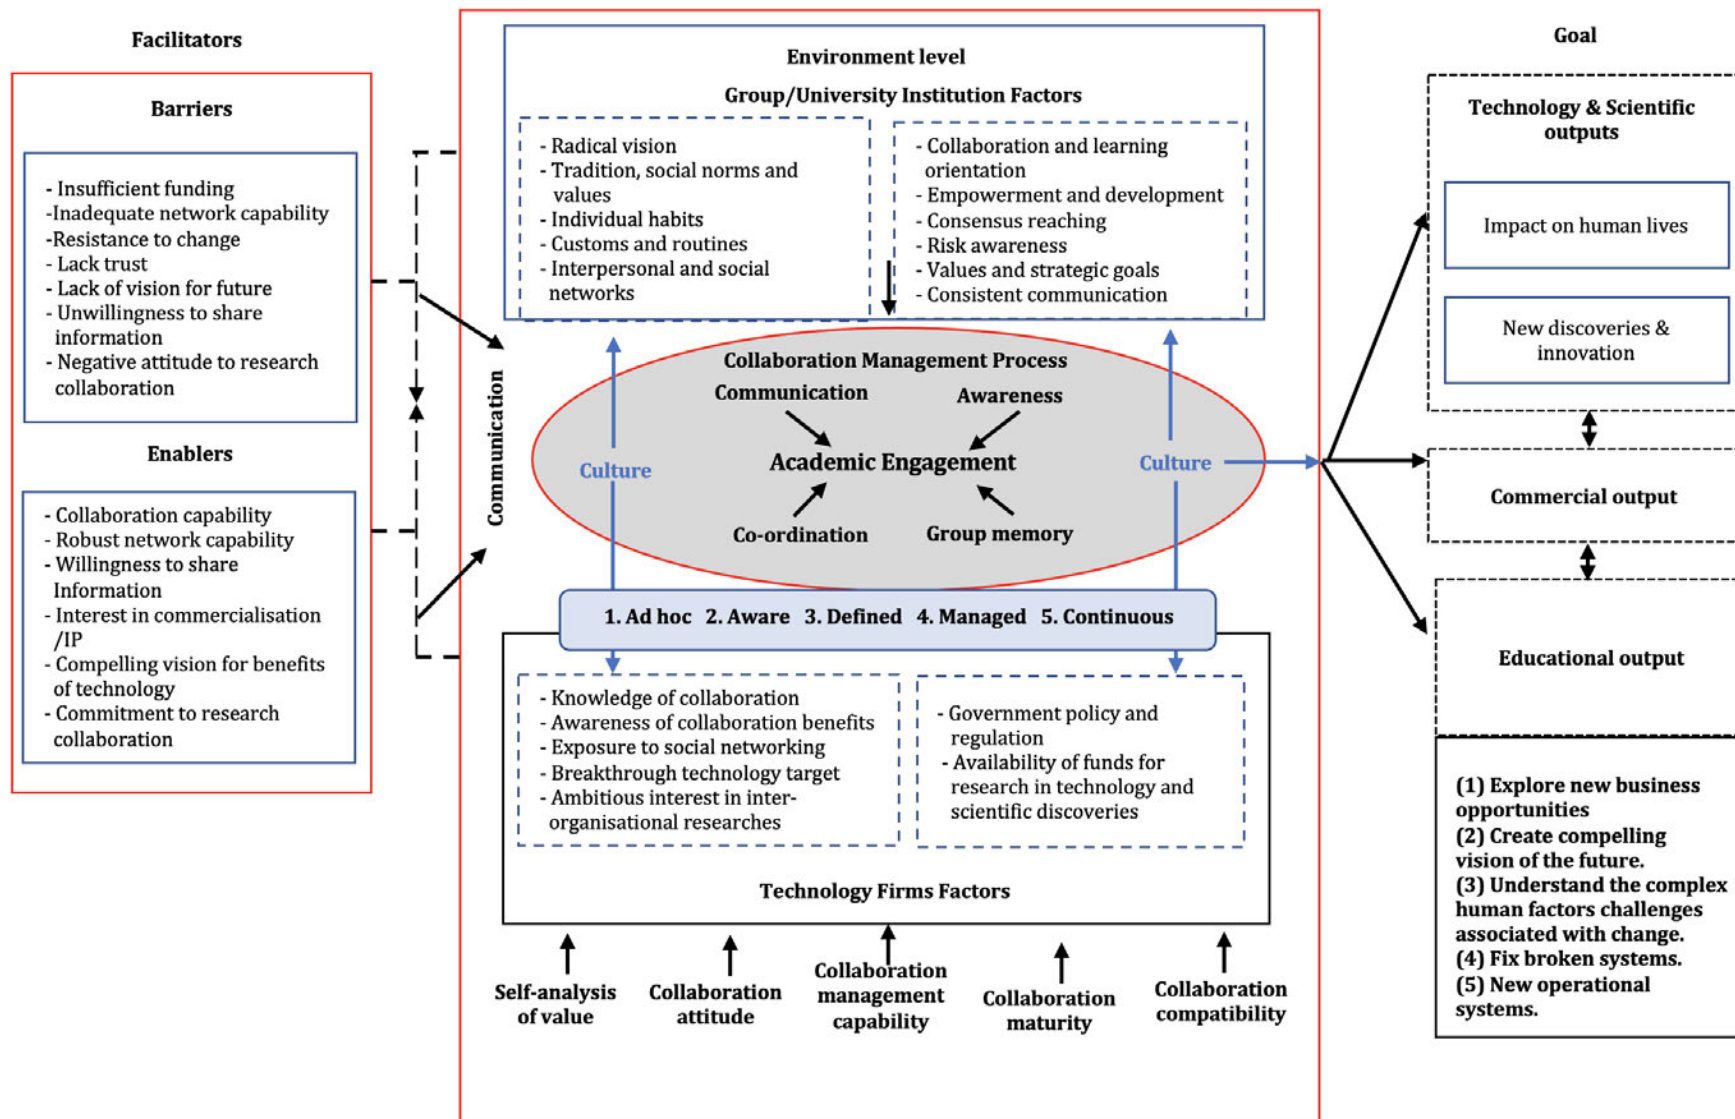 Facilitators
Barriers
- Insufficient funding
-Inadequate network capability
-Resistance to change
- Lack trust
- Lack of vision for future
- Unwillingness to share
information
- Negative attitude to research
collaboration
Enablers
- Collaboration capability
- Robust network capability
- Willingness to share
Information
- Interest in commercialisation
/IP
- Compelling vision for benefits
of technology
- Commitment to research
collaboration
Communication
Environment level
Group/University Institution Factors
- Radical vision
- Tradition, social norms and
values
- Individual habits
- Customs and routines
- Interpersonal and social
networks
- Collaboration and learning
orientation
- Empowerment and development
- Consensus reaching
- Risk awareness
- Values and strategic goals
- Consistent communication
Collaboration Management Process
Communication
Awareness
Culture
Academic Engagement
Culture
Co-ordination
Group memory
1. Ad hoc 2. Aware 3. Defined 4. Managed 5. Continuous
- Knowledge of collaboration
- Awareness of collaboration benefits
- Exposure to social networking
- Breakthrough technology target
- Ambitious interest in inter-
organisational researches
- Government policy and
regulation
- Availability of funds for
research in technology and
scientific discoveries
Technology Firms Factors
Self-analysis
of value
Collaboration
attitude
Collaboration
management
capability
Collaboration
maturity
Collaboration
compatibility
Goal
Technology & Scientific
outputs
Impact on human lives
New discoveries &
innovation
Commercial output
Educational output
(1) Explore new business
opportunities
(2) Create compelling
vision of the future.
(3) Understand the complex
human factors challenges
associated with change.
(4) Fix broken systems.
(5) New operational
systems.